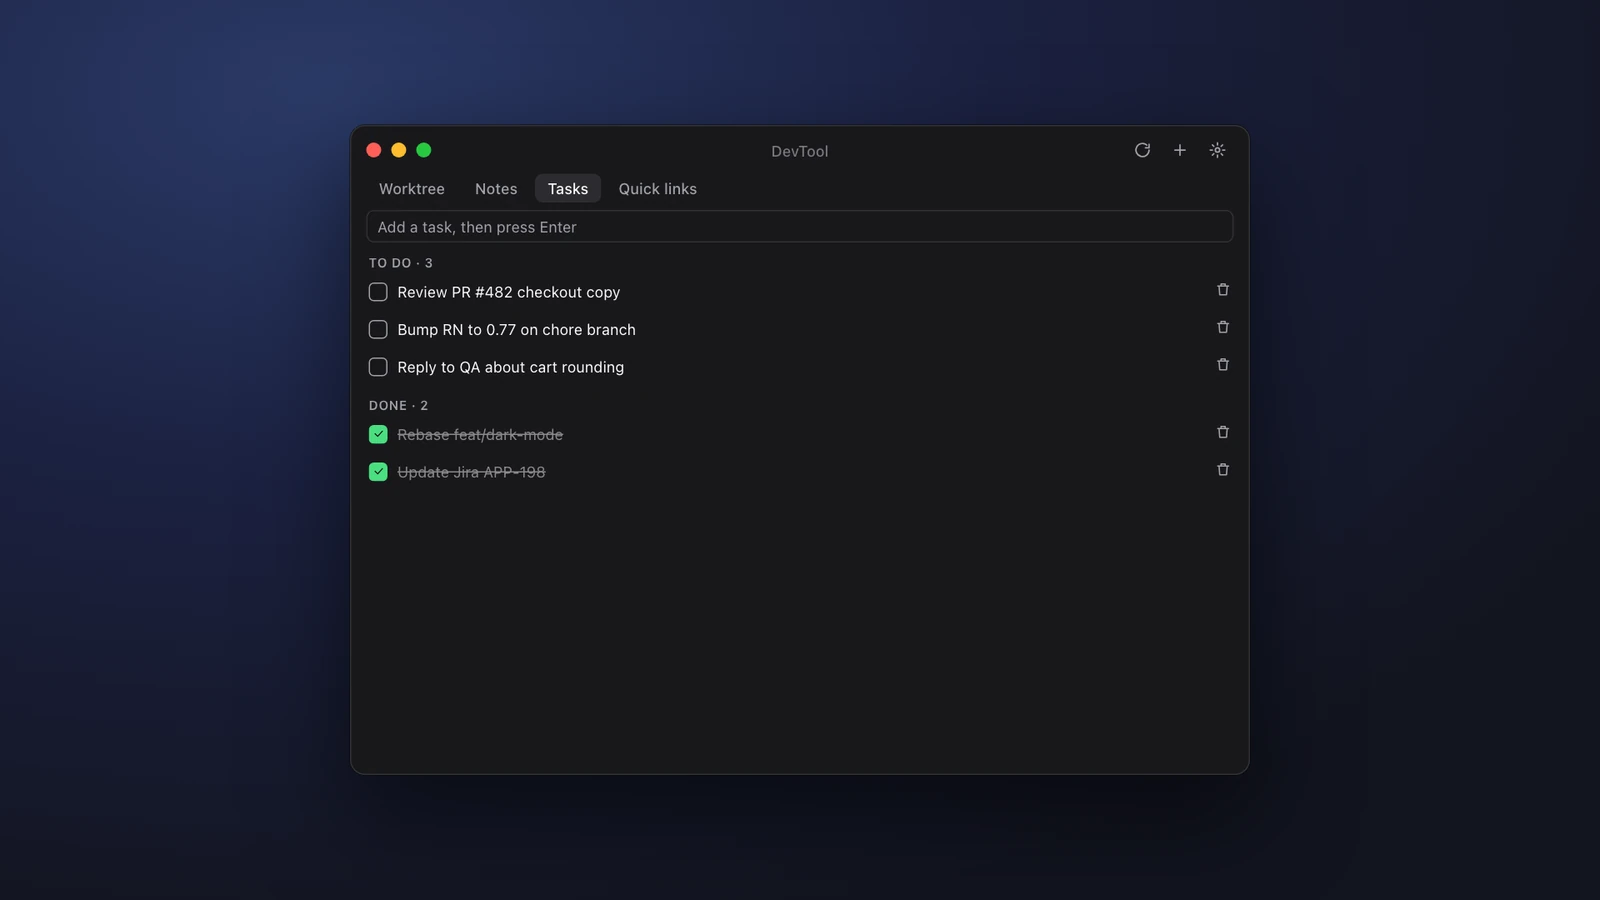 DevTool
Worktree Notes Tasks Quick links
Add a task, then press Enter
TO DO · 3
Review PR #482 checkout copy
Bump RN to 0.77 on chore branch
Reply to QA about cart rounding
DONE · 2
Rebase feat/dark-mode
Update Jira APP-198